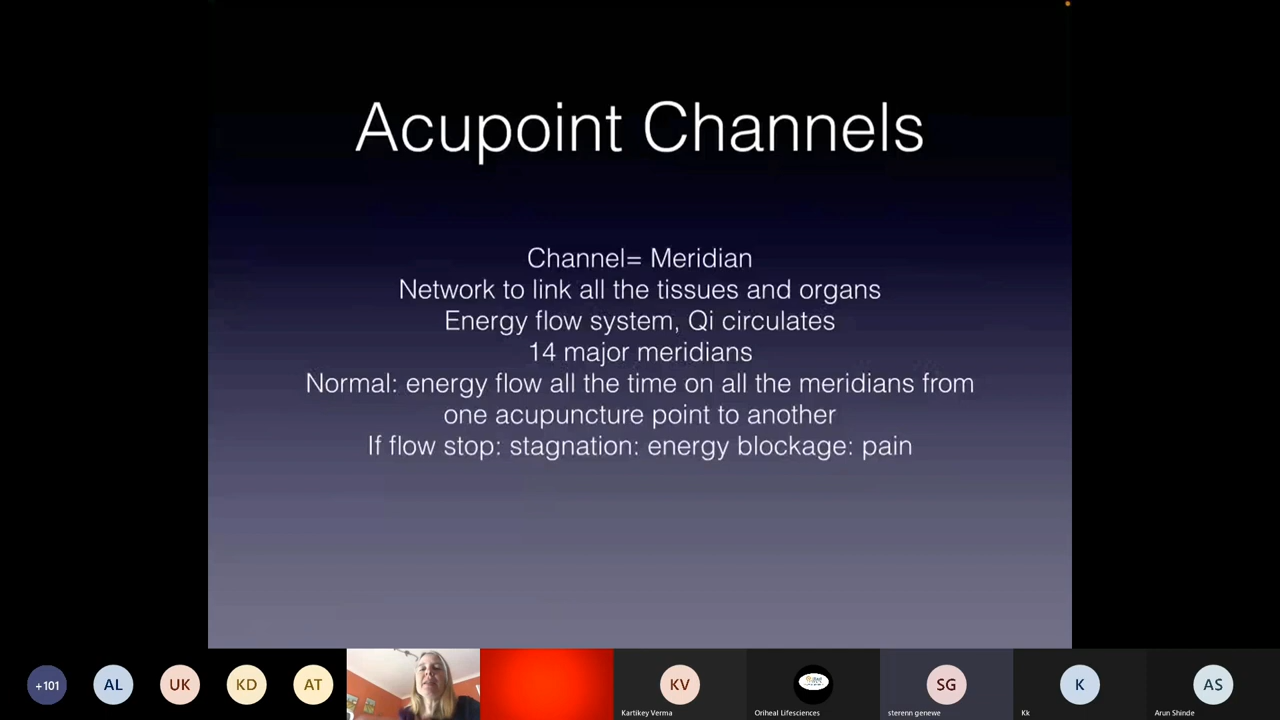 Acupoint Channels
Channel= Meridian
Network to link all the tissues and organs
Energy flow system, Qi circulates
14 major meridians
Normal: energy flow all the time on all the meridians from
one acupuncture point to another
If flow stop: stagnation: energy blockage: pain
+101
AL
UK
KD
AT
KV
SG
K
AS
Kartikey Verma
Oriheal Lifesciences
sterenn genewe
Kk
Arun Shinde